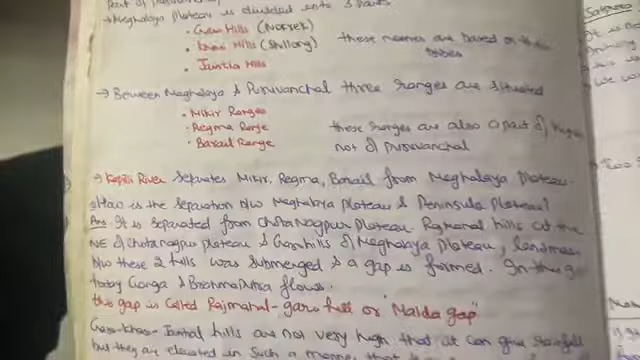 → Meghalaya Plateau is divided into 3 parts
• Garo Hills (Nokrek)
• Khasi Hills (Shillong)
• Jaintia Hills
these names are based on the tribes
→ Between Meghalaya & Puruvanchal three ranges are situated
• Mikir Ranges
• Regma Range
• Barail Range
these ranges are also a part of
not of puruvanchal
→ Kapili River separates Mikir, Regma, Barail from Meghalaya Plateau.
How is the separation b/w Meghalaya plateau & Peninsula plateau?
Ans. It is separated from Chotanagpur Plateau. Rajmahal hills at the
NE of Chotanagpur plateau & Garo hills of Meghalaya Plateau, landmass
b/w these 2 hills was submerged & a gap is formed. In this
today Ganga & Brahmaputra flows.
this gap is called Rajmahal-garo hill or "Malda gap"
Garo-khasi-Jaintia hills are not very high that it can give
but they are elevated in such a manner that